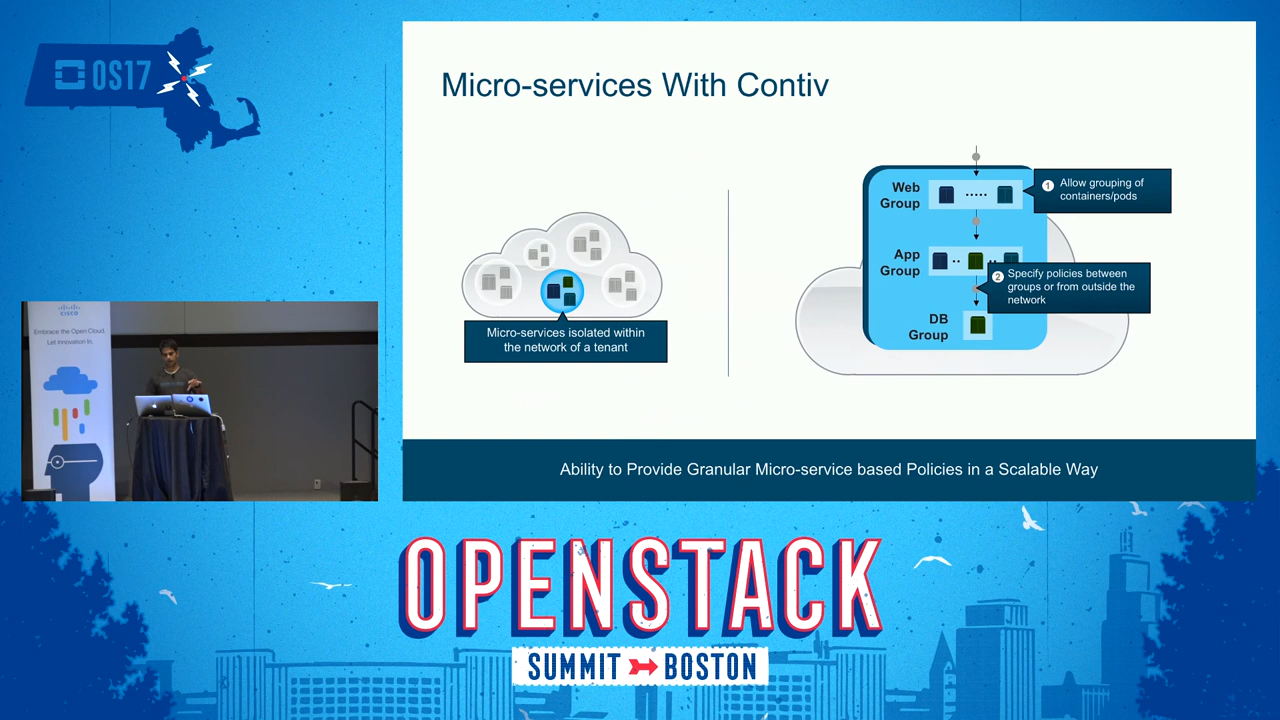 OS17
Micro-services With Contiv
Web
Group
1
Allow grouping of
containers/pods
App
Group
2
Specify policies between
groups or from outside the
network
DB
Group
Micro-services isolated within
the network of a tenant
Ability to Provide Granular Micro-service based Policies in a Scalable Way
CISCO
Embrace the Open Cloud.
Let Innovation In.
OPENSTACK
SUMMIT BOSTON